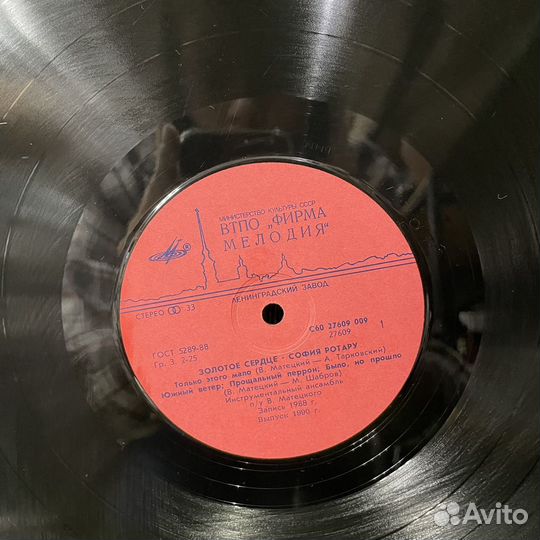 МИНИСТЕРСТВО КУЛЬТУРЫ СССР
ВТПО „ФИРМА
МЕЛОДИЯ“
®
СТЕРЕО 33
ЛЕНИНГРАДСКИЙ ЗАВОД
ГОСТ 5289-88
Гр. 3. 2-25
С60 27609 009
27609 1
ЗОЛОТОЕ СЕРДЦЕ - СОФИЯ РОТАРУ
Только этого мало (В. Матецкий — А. Тарковский)
Южный ветер; Прощальный перрон; Было, но прошло
(В. Матецкий — М. Шабров)
Инструментальный ансамбль
п/у В. Матецкого
Запись 1988 г.
Выпуск. 1800 г.
Avito